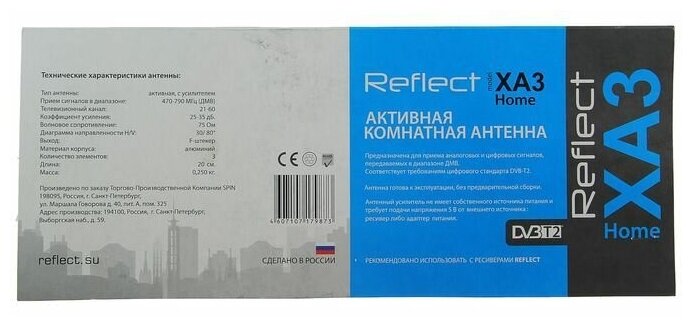 Технические характеристики антенны:
Тип антенны: активная, с усилителем
Прием сигналов в диапазоне: 470-790 МГц (ДМВ)
Телевизионный канал: 21-60
Коэффициент усиления: 25-35 дБ.
Волновое сопротивление: 75 Ом
Диаграмма направленности H/V: 30/ 80°
Выход: F-штекер
Материал корпуса: алюминий
Количество элементов: 3
Длина: 20 см.
Масса: 0,250 кг.
Произведено по заказу Торгово-Производственной Компании SPIN
198095, Россия, г. Санкт-Петербург,
ул. Маршала Говорова д. 40, лит. А, пом. 325
Адрес производства: 194100, Россия, г. Санкт-Петербург,
Выборгская наб., д. 59.
reflect.su
CE
4 607107 179873
СДЕЛАНО В РОССИИ
Reflect model XA3
Home
АКТИВНАЯ
КОМНАТНАЯ АНТЕННА
Предназначена для приема аналоговых и цифровых сигналов,
передаваемых в диапазоне ДМВ.
Соответствует требованиям цифрового стандарта DVB-T2.
Антенна готова к эксплуатации, без предварительной сборки.
Антенный усилитель не имеет собственного источника питания и
требует подачи напряжения 5 В от внешнего источника:
ресивер либо адаптер питания.
• РЕКОМЕНДОВАНО ИСПОЛЬЗОВАТЬ С РЕСИВЕРАМИ REFLECT
DVB T2
Reflect
XA3
Home